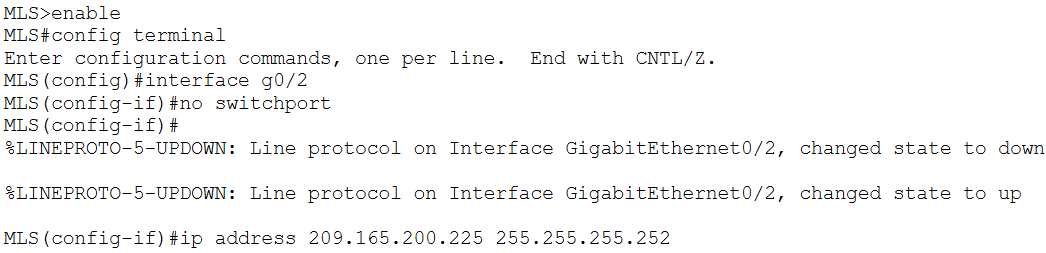 MLS>enable
MLS#config terminal
Enter configuration commands, one per line.  End with CNTL/Z.
MLS(config)#interface g0/2
MLS(config-if)#no switchport
MLS(config-if)#
%LINEPROTO-5-UPDOWN: Line protocol on Interface GigabitEthernet0/2, changed state to down
%LINEPROTO-5-UPDOWN: Line protocol on Interface GigabitEthernet0/2, changed state to up
MLS(config-if)#ip address 209.165.200.225 255.255.255.252